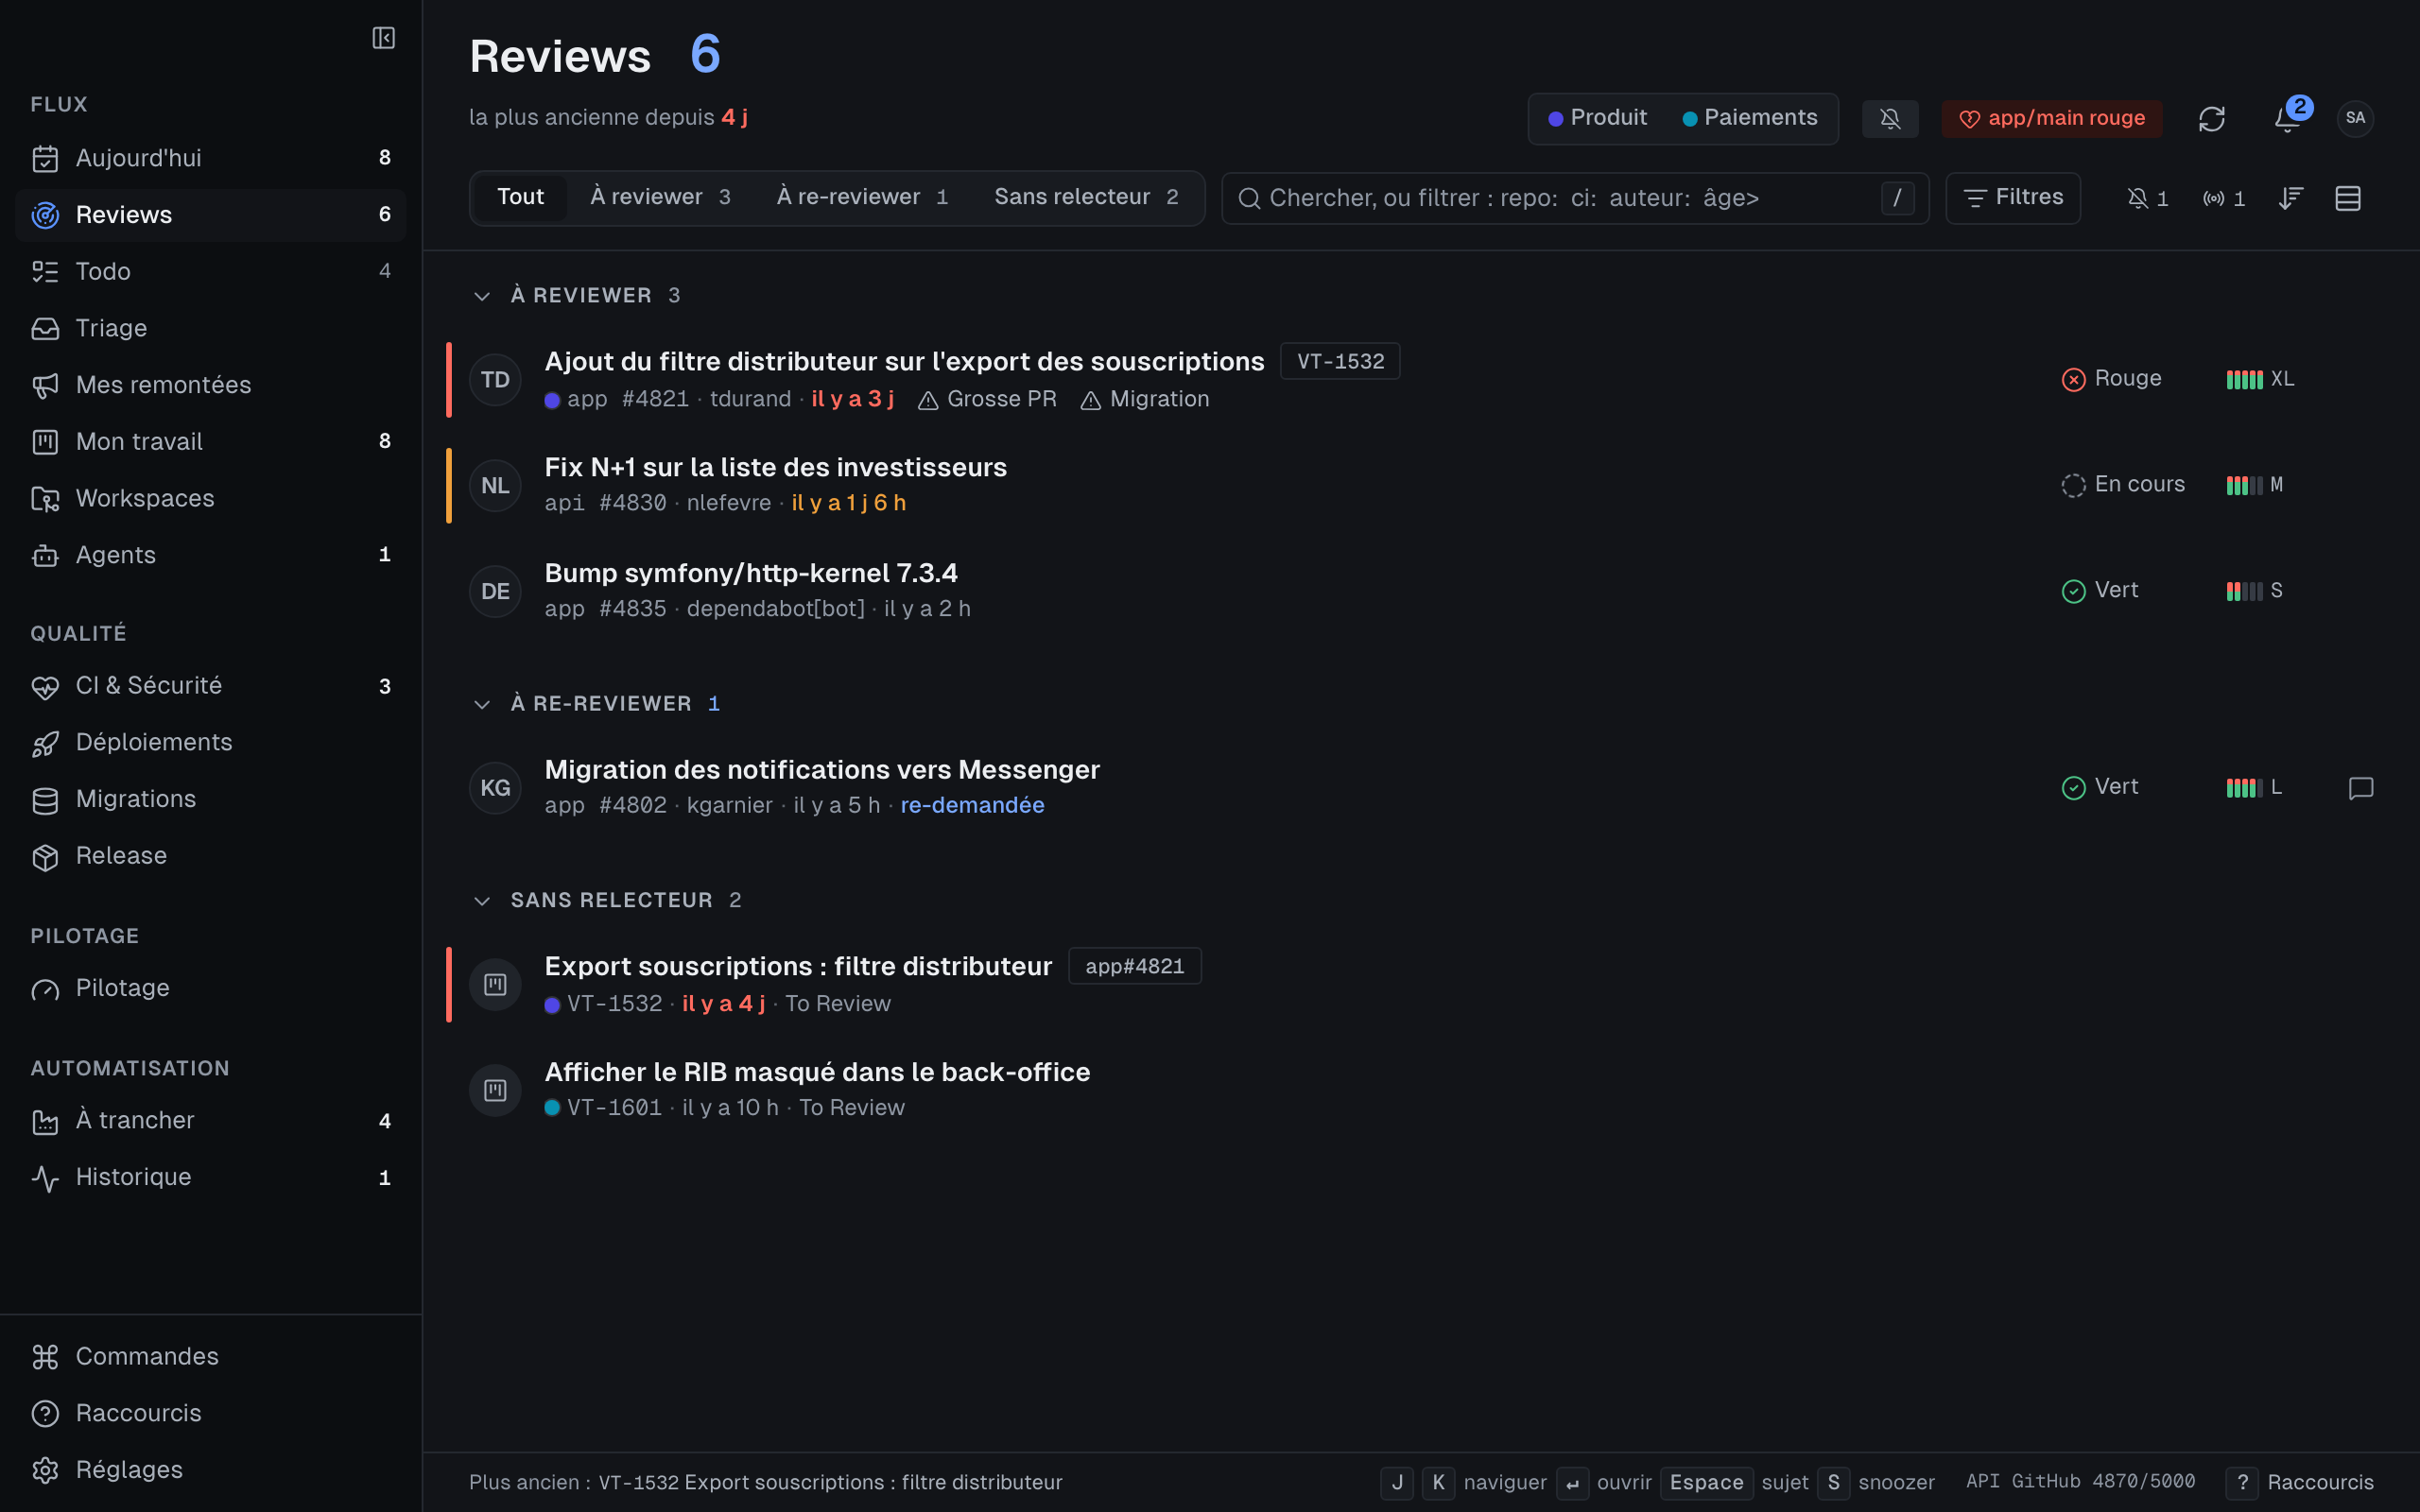 FLUX
Aujourd'hui 8
Reviews 6
Todo 4
Triage
Mes remontées
Mon travail 8
Workspaces
Agents 1
QUALITÉ
CI & Sécurité 3
Déploiements
Migrations
Release
PILOTAGE
Pilotage
AUTOMATISATION
À trancher 4
Historique 1
Commandes
Raccourcis
Réglages
Reviews 6
la plus ancienne depuis 4 j
Produit Paiements app/main rouge 2 SA
Tout À reviewer 3 À re-reviewer 1 Sans relecteur 2 Chercher, ou filtrer : repo: ci: auteur: âge> / Filtres 1 1
À REVIEWER 3
TD Ajout du filtre distributeur sur l'export des souscriptions VT-1532
app #4821 · tdurand · il y a 3 j Grosse PR Migration
Rouge XL
NL Fix N+1 sur la liste des investisseurs
api #4830 · nlefevre · il y a 1 j 6 h
En cours M
DE Bump symfony/http-kernel 7.3.4
app #4835 · dependabot[bot] · il y a 2 h
Vert S
À RE-REVIEWER 1
KG Migration des notifications vers Messenger
app #4802 · kgarnier · il y a 5 h · re-demandée
Vert L
SANS RELECTEUR 2
Export souscriptions : filtre distributeur app#4821
VT-1532 · il y a 4 j · To Review
Afficher le RIB masqué dans le back-office
VT-1601 · il y a 10 h · To Review
Plus ancien : VT-1532 Export souscriptions : filtre distributeur
J K naviguer ↵ ouvrir Espace sujet S snoozer API GitHub 4870/5000 ? Raccourcis